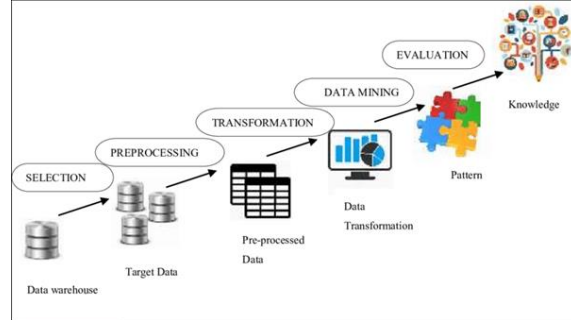 EVALUATION
Knowledge
DATA MINING
TRANSFORMATION
Pattern
PREPROCESSING
Data
Transformation
SELECTION
Pre-processed
Data
Target Data
Data warehouse